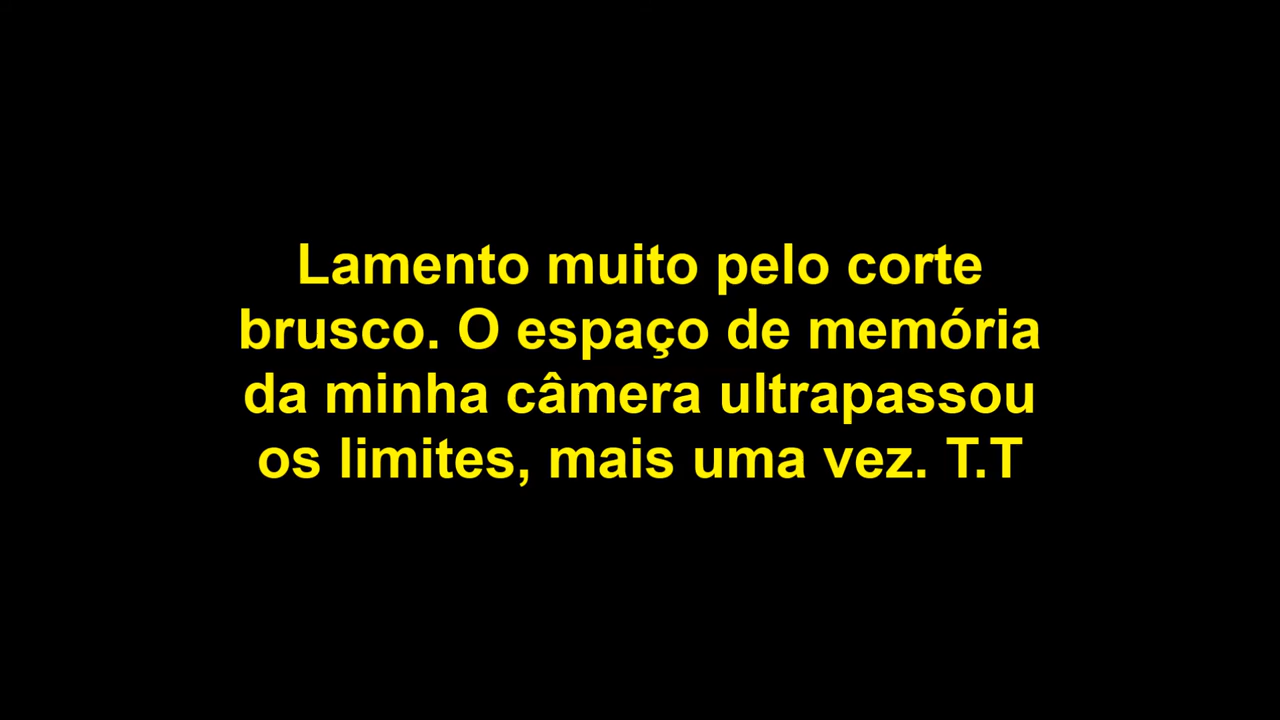 Lamento muito pelo corte
brusco. O espaço de memória
da minha câmera ultrapassou
os limites, mais uma vez. T.T